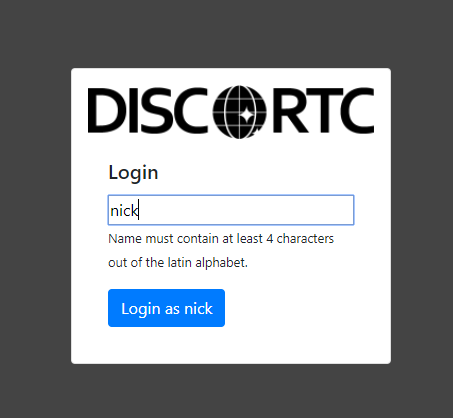 DISCORTC
Login
nick
Name must contain at least 4 characters
out of the latin alphabet.
Login as nick